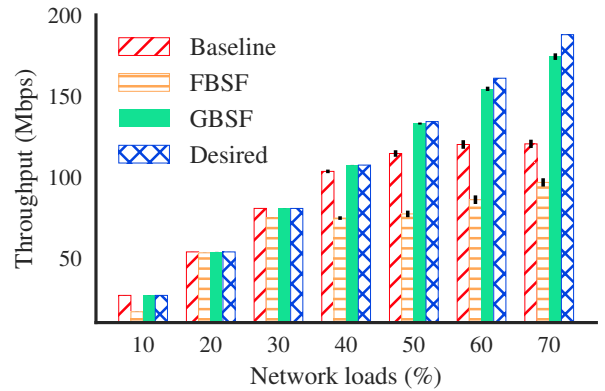 Throughput (Mbps)
200
150
100
50
Baseline
FBSF
GBSF
Desired
10 20 30 40 50 60 70
Network loads (%)